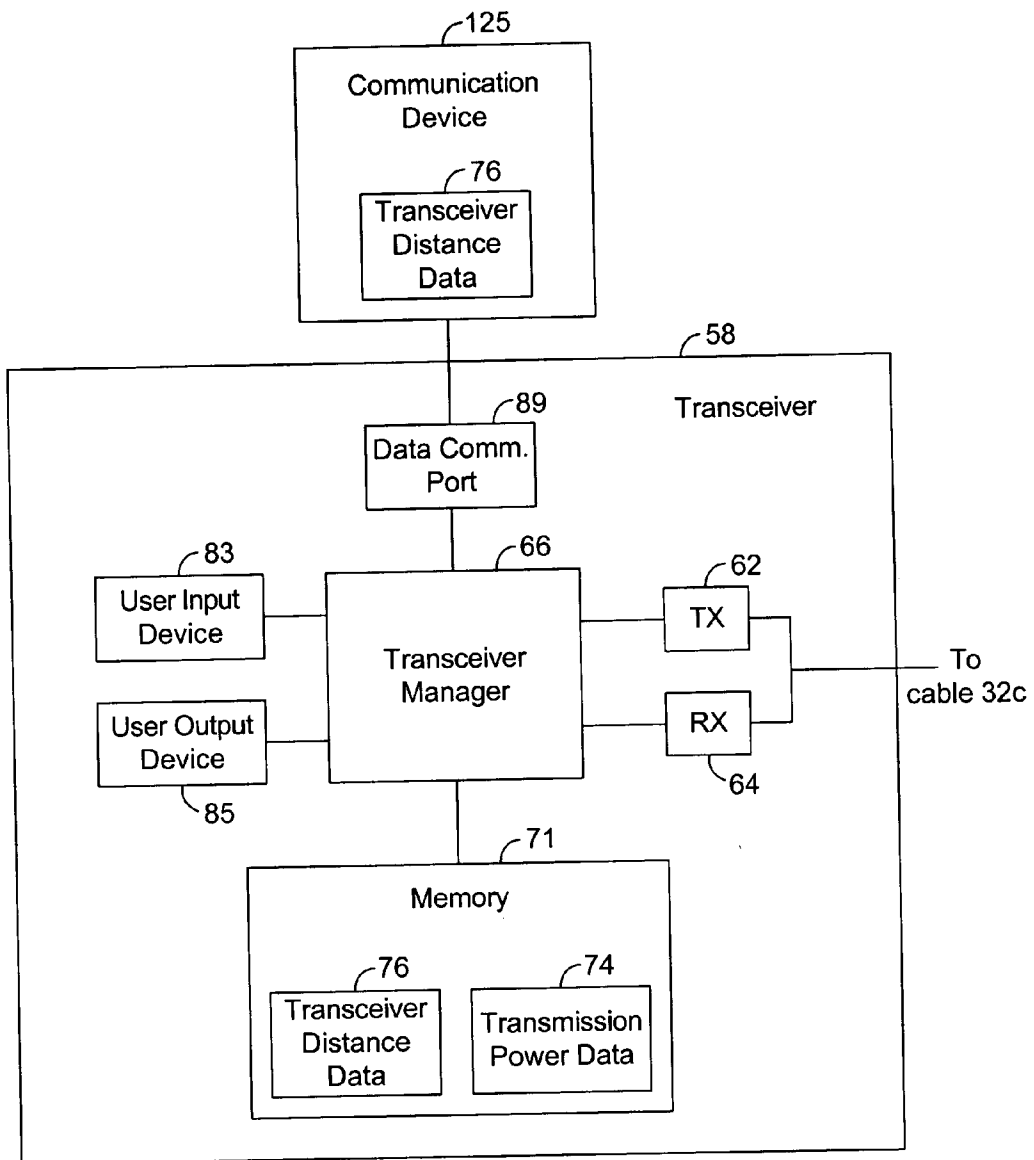 125
Communication
Device
76
Transceiver
Distance
Data
58
Transceiver
89
Data Comm.
Port
83
User Input
Device
66
Transceiver
Manager
62
TX
To
cable 32c
RX
64
User Output
Device
85
71
Memory
76
Transceiver
Distance
Data
74
Transmission
Power Data